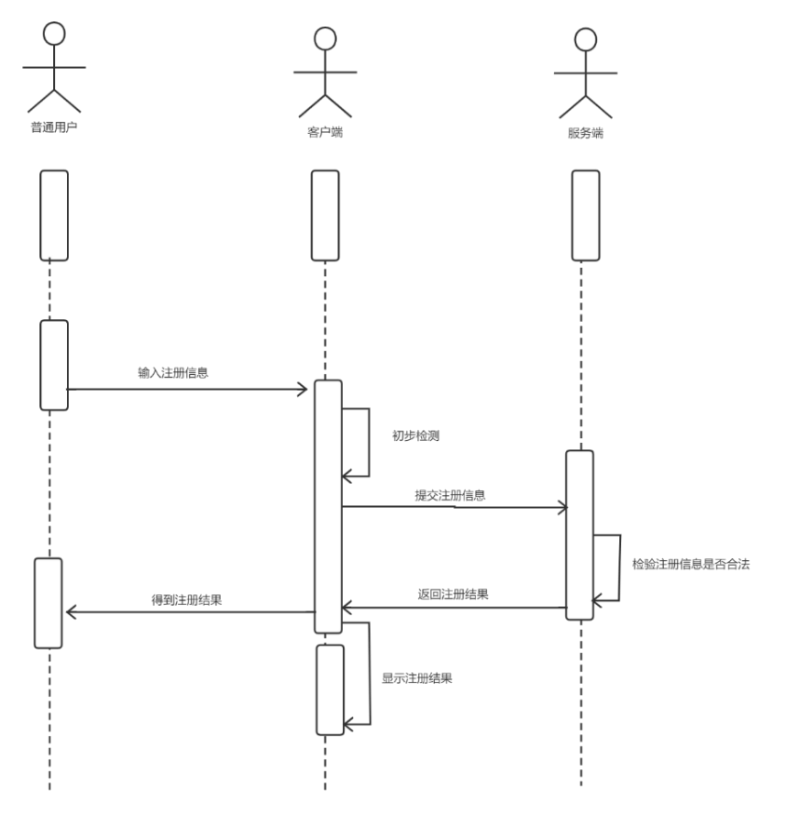 普通用户
客户端
服务端
输入注册信息
初步检测
提交注册信息
检验注册信息是否合法
返回注册结果
得到注册结果
显示注册结果